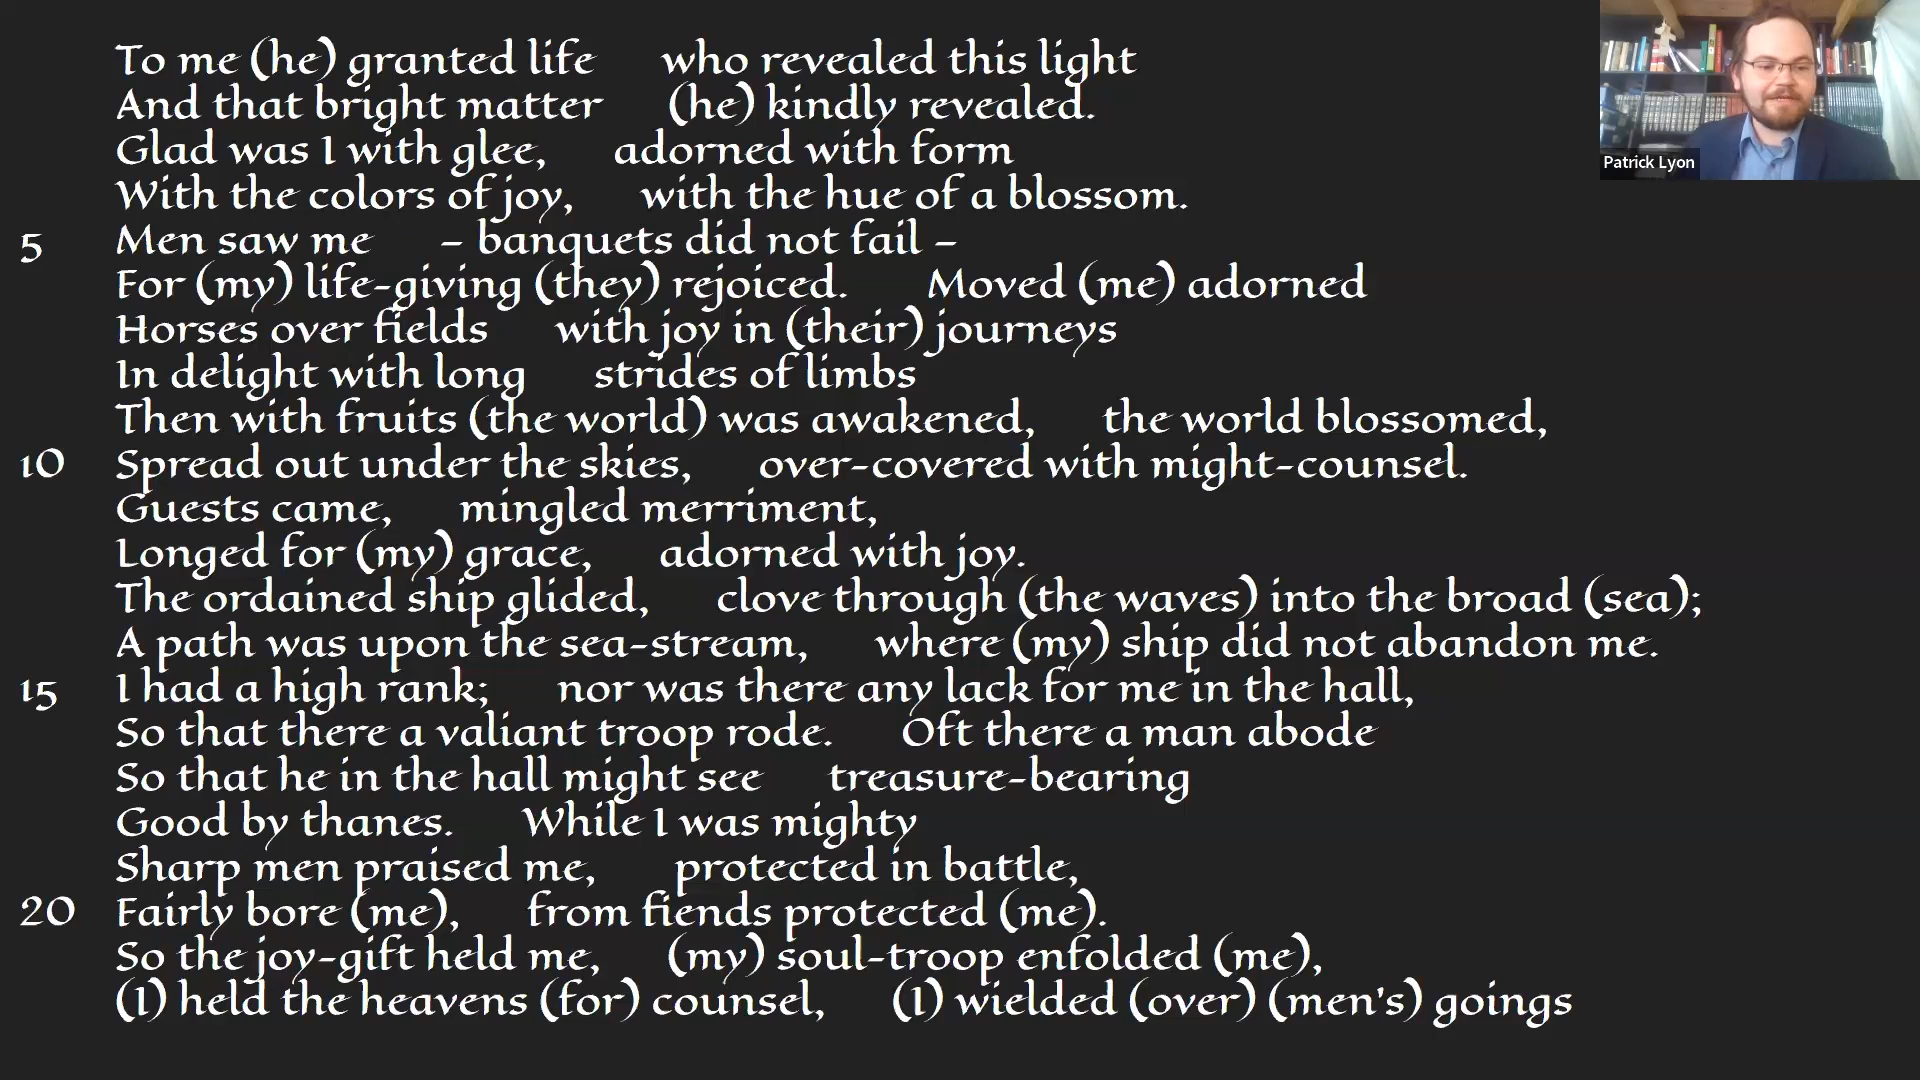 To me (he) granted life who revealed this light
And that bright matter (he) kindly revealed.
Glad was I with glee, adorned with form
With the colors of joy, with the hue of a blossom.
5 Men saw me – banquets did not fail –
For (my) life-giving (they) rejoiced. Moved (me) adorned
Horses over fields with joy in (their) journeys
In delight with long strides of limbs
Then with fruits (the world) was awakened, the world blossomed,
10 Spread out under the skies, over-covered with might-counsel.
Guests came, mingled merriment,
Longed for (my) grace, adorned with joy.
The ordained ship glided, clove through (the waves) into the broad (sea);
A path was upon the sea-stream, where (my) ship did not abandon me.
15 I had a high rank; nor was there any lack for me in the hall,
So that there a valiant troop rode. Oft there a man abode
So that he in the hall might see treasure-bearing
Good by thanes. While I was mighty
Sharp men praised me, protected in battle,
20 Fairly bore (me), from fiends protected (me).
So the joy-gift held me, (my) soul-troop enfolded (me),
(I) held the heavens (for) counsel, (I) wielded (over) (men's) goings
Patrick Lyon